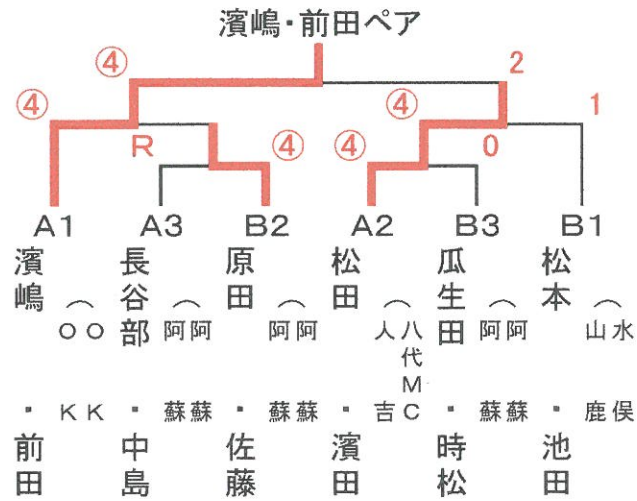 濱嶋・前田ペア
④ 2
④ ④ 1
R ④ ④ 0
A1 A3 B2 A2 B3 B1
濱嶋・前田（OK OK
長谷部・中島（阿蘇 阿蘇
原田・佐藤（阿蘇 阿蘇
松田・濱田（人吉 八代MC
瓜生田・時松（阿蘇 阿蘇
松本・池田（山鹿 水俣